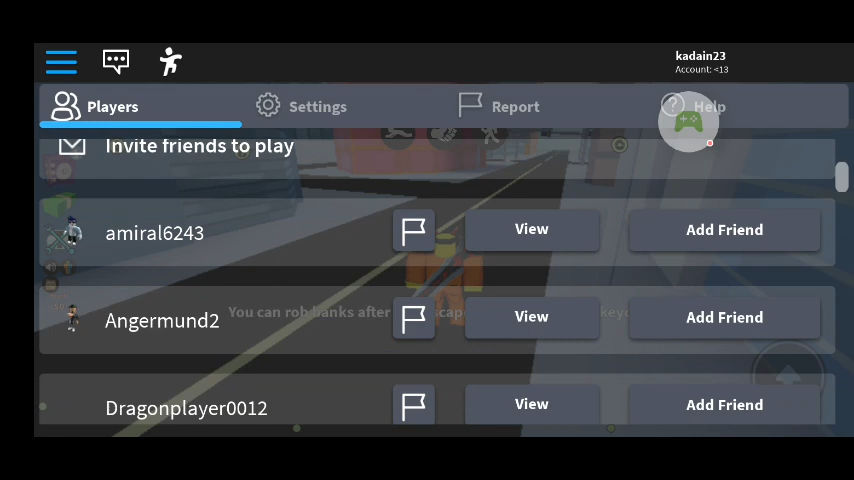 kadain23
Account: <13
Players
Settings
Report
Help
Invite friends to play
amiral6243
View
Add Friend
You can rob banks after
Angermund2
View
Add Friend
Dragonplayer0012
View
Add Friend